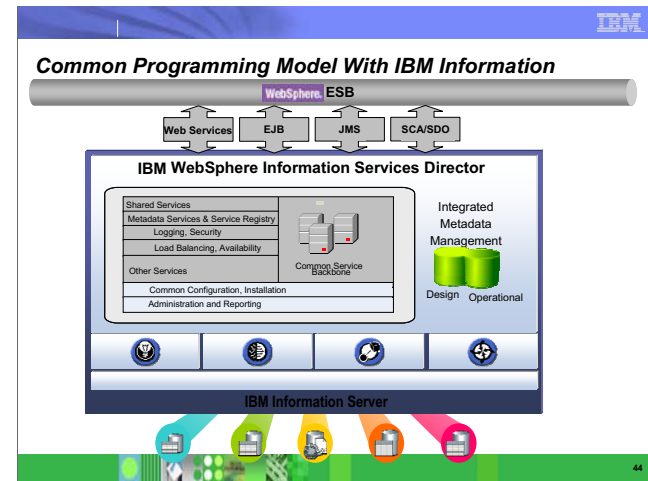 IBM
Common Programming Model With IBM Information
WebSphere. ESB
Web Services
EJB
JMS
SCA/SDO
IBM WebSphere Information Services Director
Shared Services
Metadata Services & Service Registry
Logging, Security
Load Balancing, Availability
Other Services
Common Service
Backbone
Common Configuration, Installation
Administration and Reporting
Integrated
Metadata
Management
Design
Operational
IBM Information Server
44